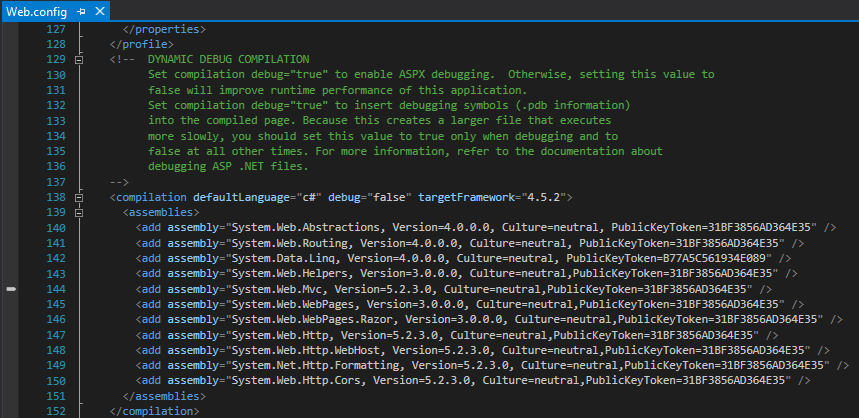 Web.config
127 </properties>
128 </profile>
129 <!-- DYNAMIC DEBUG COMPILATION
130 Set compilation debug="true" to enable ASPX debugging.  Otherwise, setting this value to
131 false will improve runtime performance of this application.
132 Set compilation debug="true" to insert debugging symbols (.pdb information)
133 into the compiled page. Because this creates a larger file that executes
134 more slowly, you should set this value to true only when debugging and to
135 false at all other times. For more information, refer to the documentation about
136 debugging ASP .NET files.
137 -->
138 <compilation defaultLanguage="c#" debug="false" targetFramework="4.5.2">
139 <assemblies>
140 <add assembly="System.Web.Abstractions, Version=4.0.0.0, Culture=neutral, PublicKeyToken=31BF3856AD364E35" />
141 <add assembly="System.Web.Routing, Version=4.0.0.0, Culture=neutral, PublicKeyToken=31BF3856AD364E35" />
142 <add assembly="System.Data.Linq, Version=4.0.0.0, Culture=neutral, PublicKeyToken=B77A5C561934E089" />
143 <add assembly="System.Web.Helpers, Version=3.0.0.0, Culture=neutral,PublicKeyToken=31BF3856AD364E35" />
144 <add assembly="System.Web.Mvc, Version=5.2.3.0, Culture=neutral,PublicKeyToken=31BF3856AD364E35" />
145 <add assembly="System.Web.WebPages, Version=3.0.0.0, Culture=neutral,PublicKeyToken=31BF3856AD364E35" />
146 <add assembly="System.Web.WebPages.Razor, Version=3.0.0.0, Culture=neutral,PublicKeyToken=31BF3856AD364E35" />
147 <add assembly="System.Web.Http, Version=5.2.3.0, Culture=neutral,PublicKeyToken=31BF3856AD364E35" />
148 <add assembly="System.Web.Http.WebHost, Version=5.2.3.0, Culture=neutral,PublicKeyToken=31BF3856AD364E35" />
149 <add assembly="System.Net.Http.Formatting, Version=5.2.3.0, Culture=neutral,PublicKeyToken=31BF3856AD364E35" />
150 <add assembly="System.Web.Http.Cors, Version=5.2.3.0, Culture=neutral,PublicKeyToken=31BF3856AD364E35" />
151 </assemblies>
152 </compilation>